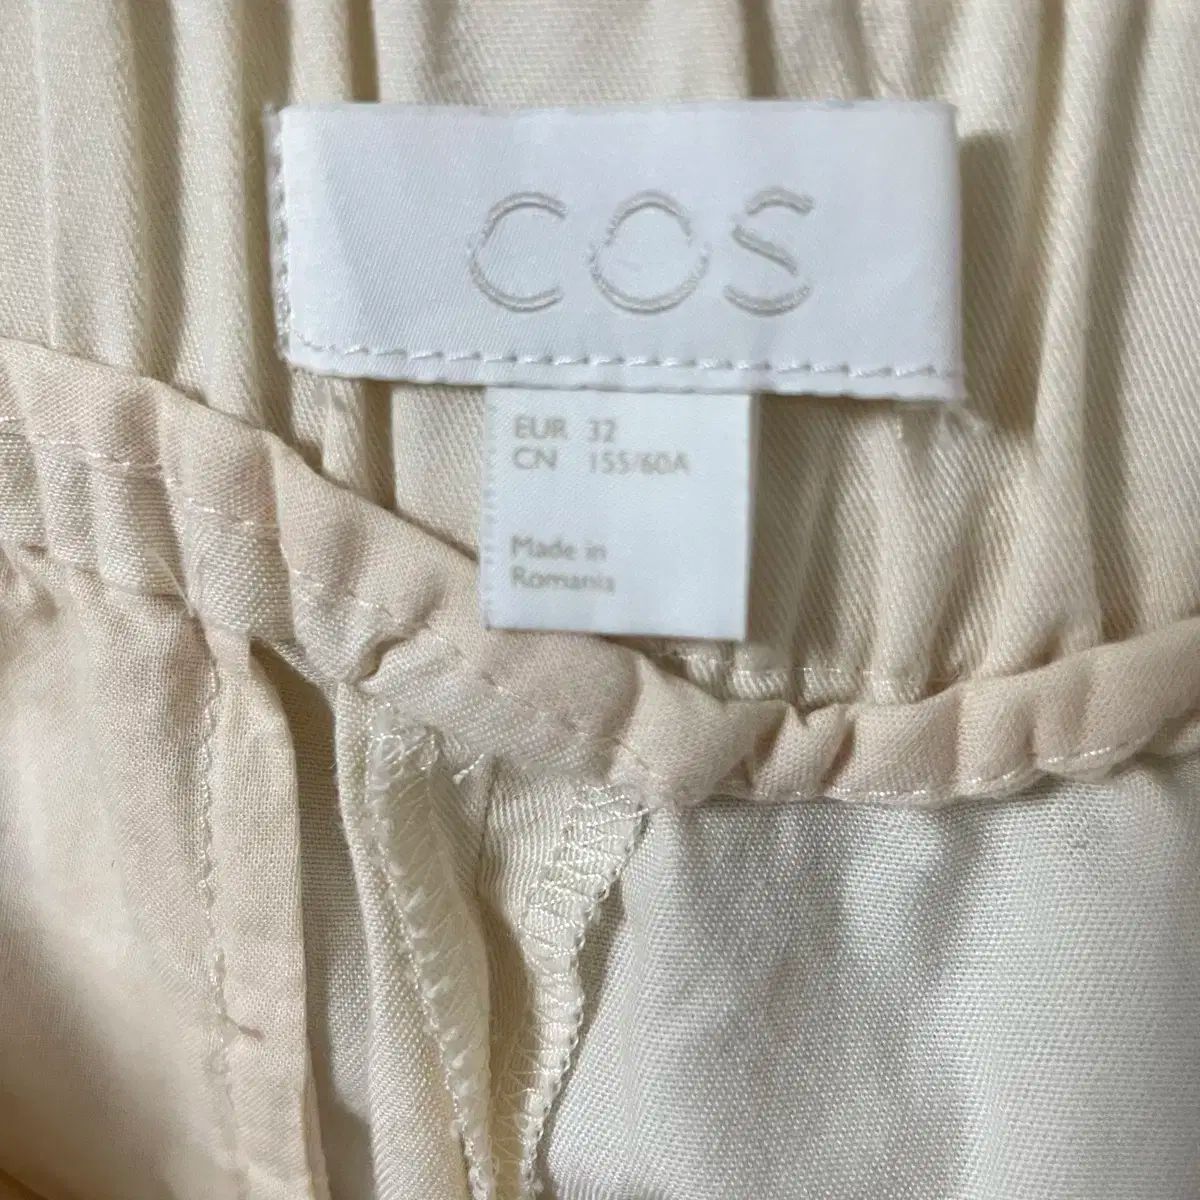 COS
EUR 32
CN 155/60A
Made in
Romania